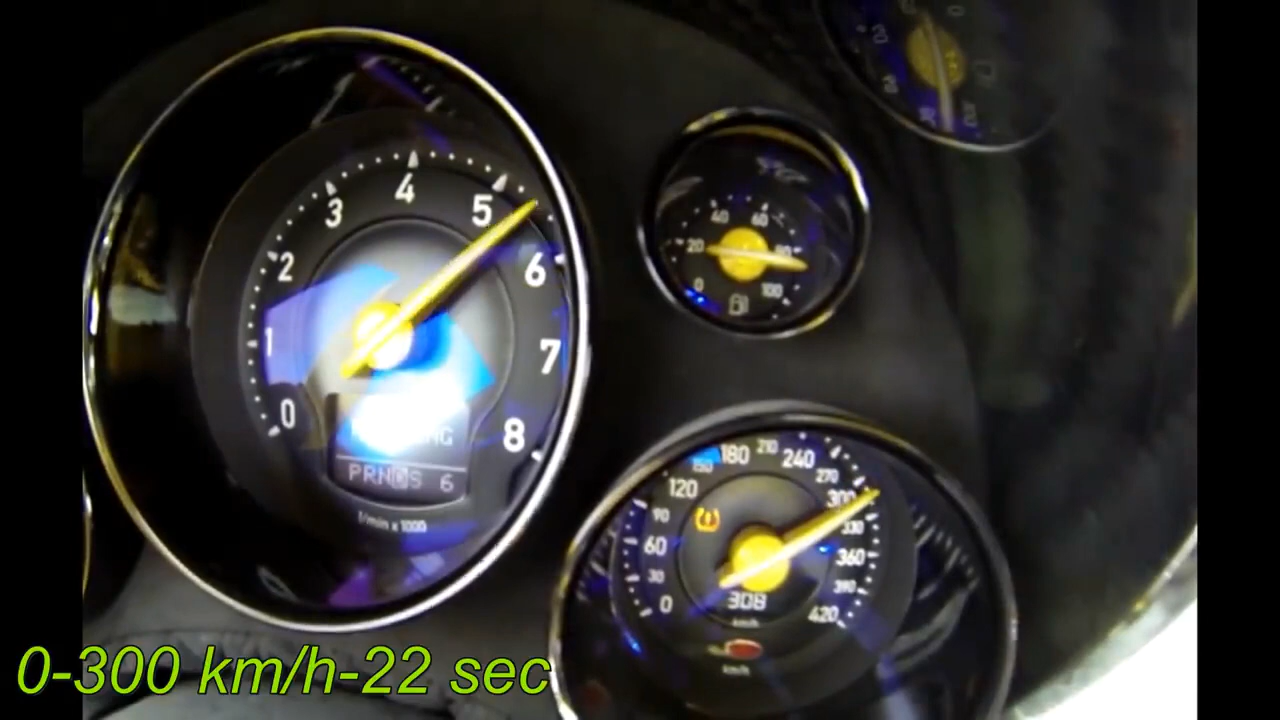 0 1 2 3 4 5 6 7 8
PRNDS 6
1/min x 1000
0 20 40 60 80 100
0 30 60 90 120 150 180 210 240 270 300 330 360 390 420
308
km/h
km/h
0-300 km/h-22 sec